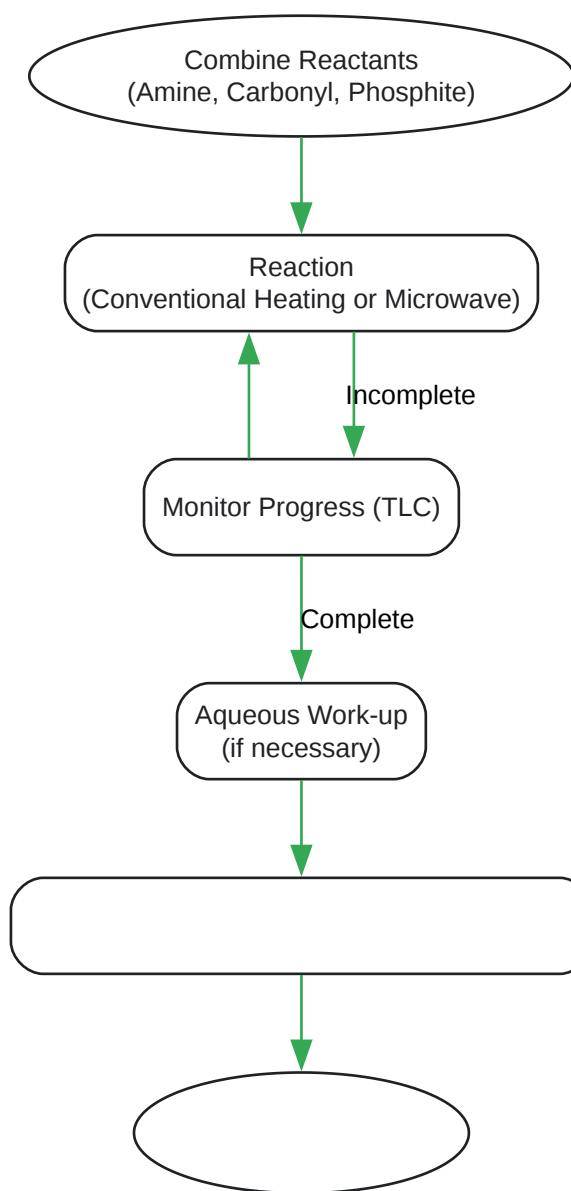 Combine Reactants
(Amine, Carbonyl, Phosphite)
Reaction
(Conventional Heating or Microwave)
Incomplete
Monitor Progress (TLC)
Complete
Aqueous Work-up
(if necessary)